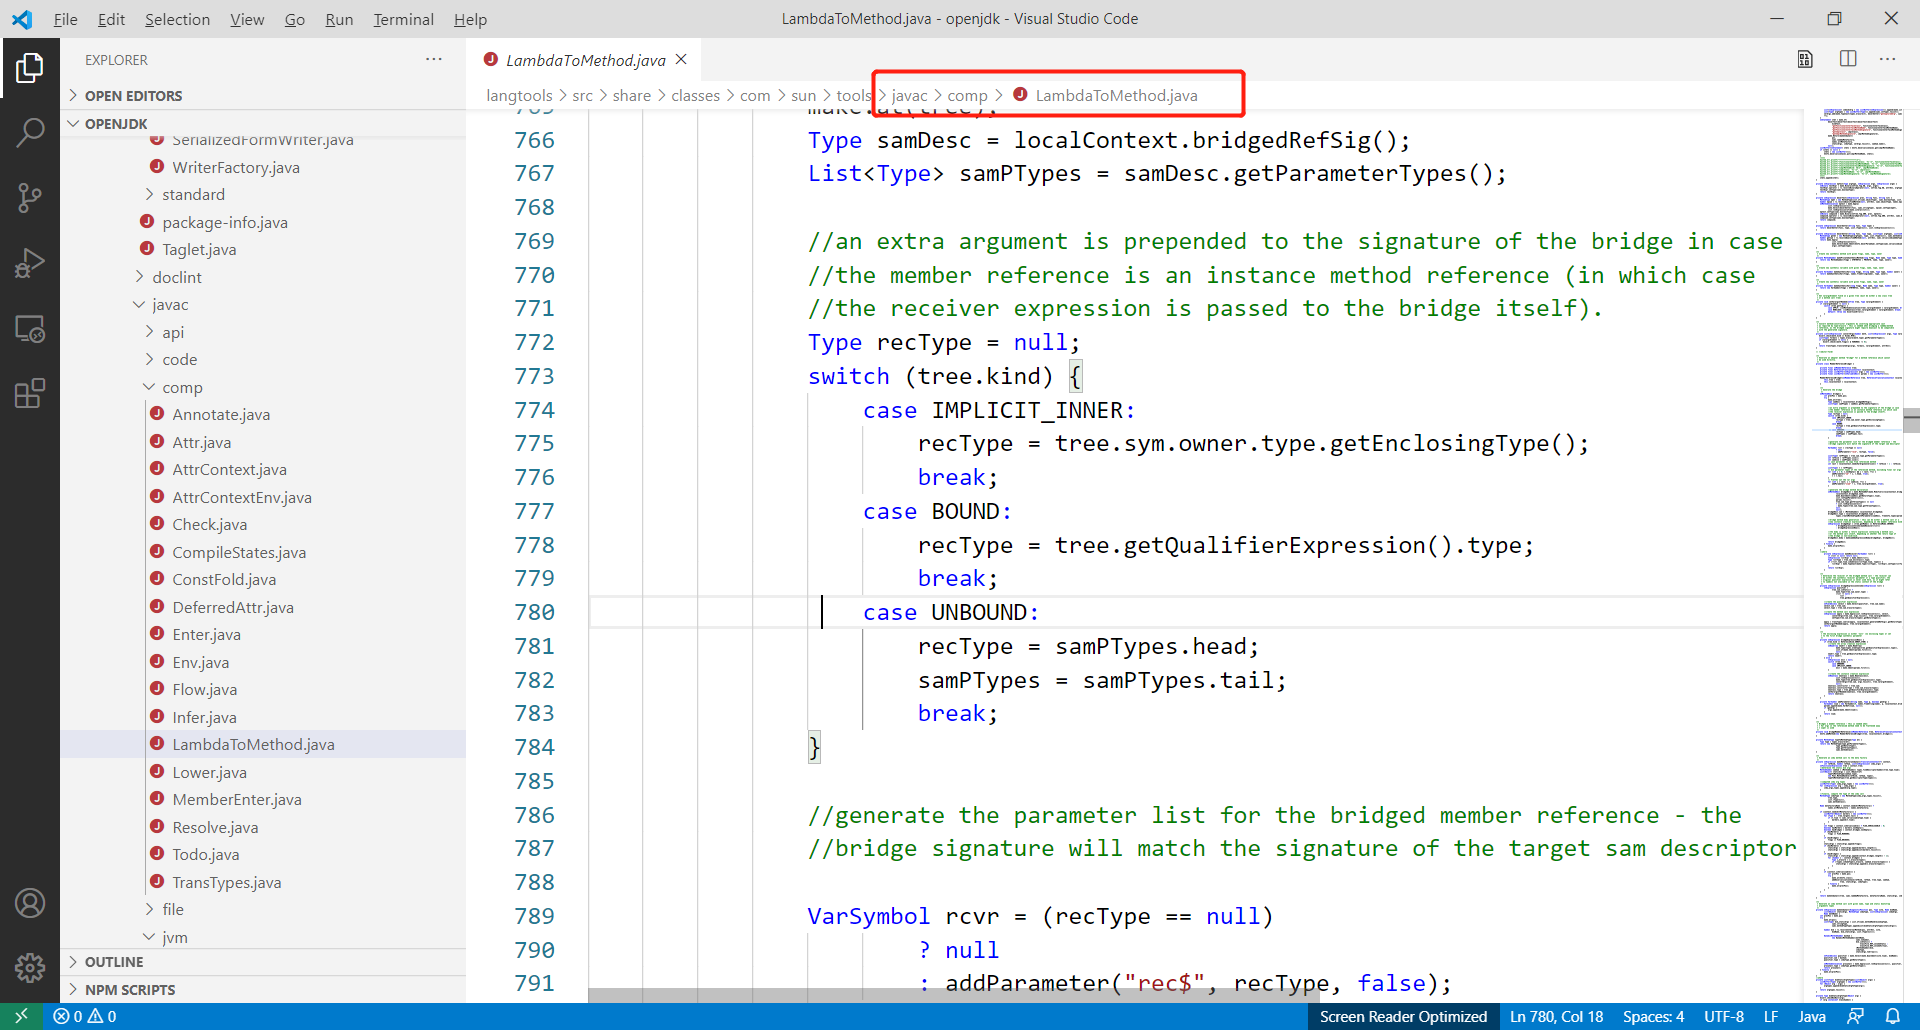 File Edit Selection View Go Run Terminal Help
LambdaToMethod.java - openjdk - Visual Studio Code
EXPLORER
OPEN EDITORS
OPENJDK
SerializedFormWriter.java
WriterFactory.java
standard
package-info.java
Taglet.java
doclint
javac
api
code
comp
Annotate.java
Attr.java
AttrContext.java
AttrContextEnv.java
Check.java
CompileStates.java
ConstFold.java
DeferredAttr.java
Enter.java
Env.java
Flow.java
Infer.java
LambdaToMethod.java
Lower.java
MemberEnter.java
Resolve.java
Todo.java
TransTypes.java
file
jvm
OUTLINE
NPM SCRIPTS
LambdaToMethod.java
langtools > src > share > classes > com > sun > tools > javac > comp > LambdaToMethod.java
765 make.at(tree);
766 Type samDesc = localContext.bridgedRefSig();
767 List<Type> samPTypes = samDesc.getParameterTypes();
768
769 //an extra argument is prepended to the signature of the bridge in case
770 //the member reference is an instance method reference (in which case
771 //the receiver expression is passed to the bridge itself).
772 Type recType = null;
773 switch (tree.kind) {
774 case IMPLICIT_INNER:
775 recType = tree.sym.owner.type.getEnclosingType();
776 break;
777 case BOUND:
778 recType = tree.getQualifierExpression().type;
779 break;
780 case UNBOUND:
781 recType = samPTypes.head;
782 samPTypes = samPTypes.tail;
783 break;
784 }
785
786 //generate the parameter list for the bridged member reference - the
787 //bridge signature will match the signature of the target sam descriptor
788
789 VarSymbol rcvr = (recType == null)
790 ? null
791 : addParameter("rec$", recType, false);
0 0
Screen Reader Optimized Ln 780, Col 18 Spaces: 4 UTF-8 LF Java